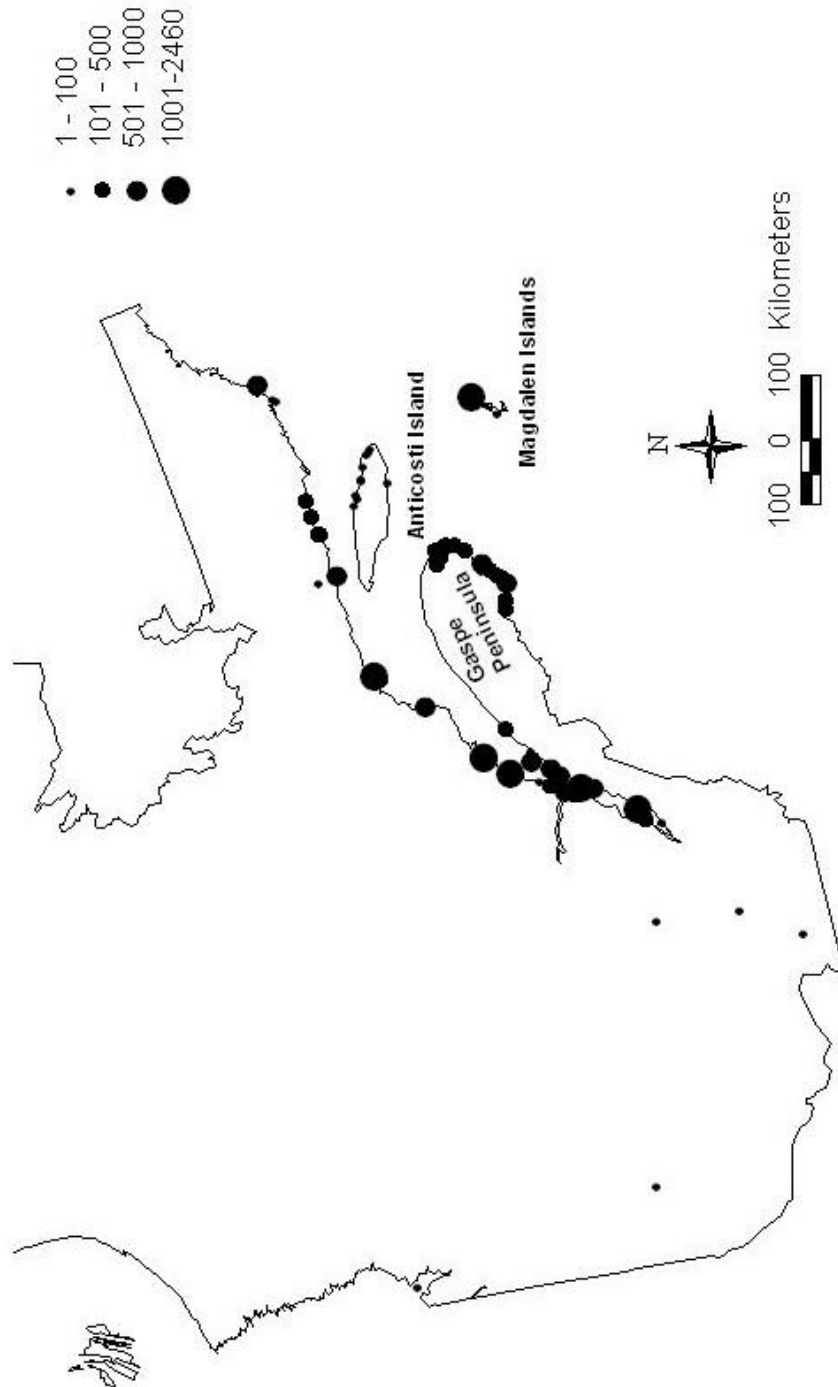 1 - 100
101 - 500
501 - 1000
1001-2460
Anticosti Island
Gaspe
Peninsula
Magdalen Islands
N
100 0 100 Kilometers